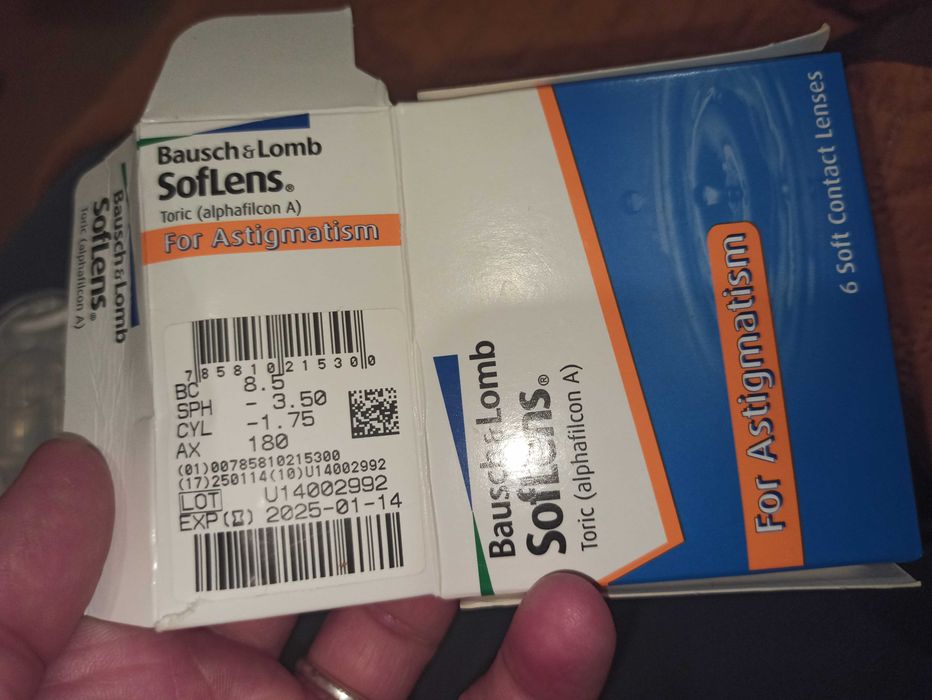 Bausch & Lomb
SofLens®
Toric (alphafilcon A)
Bausch & Lomb
SofLens®
Toric (alphafilcon A)
For Astigmatism
7 85810 21530 0
BC 8.5
SPH - 3.50
CYL -1.75
AX 180
(01)00785810215300
(17)250114(10)U14002992
LOT U14002992
EXP(⌛) 2025-01-14
Bausch & Lomb
SofLens®
Toric (alphafilcon A)
For Astigmatism
6 Soft Contact Lenses